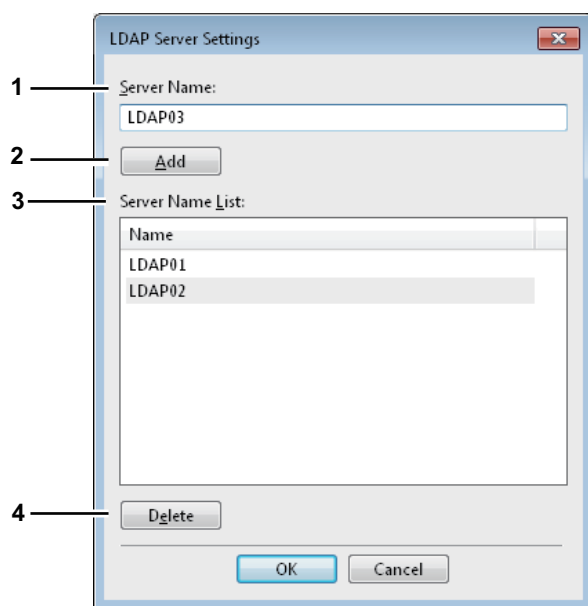 LDAP Server Settings
1 Server Name:
LDAP03
2 Add
3 Server Name List:
Name
LDAP01
LDAP02
4 Delete
OK Cancel